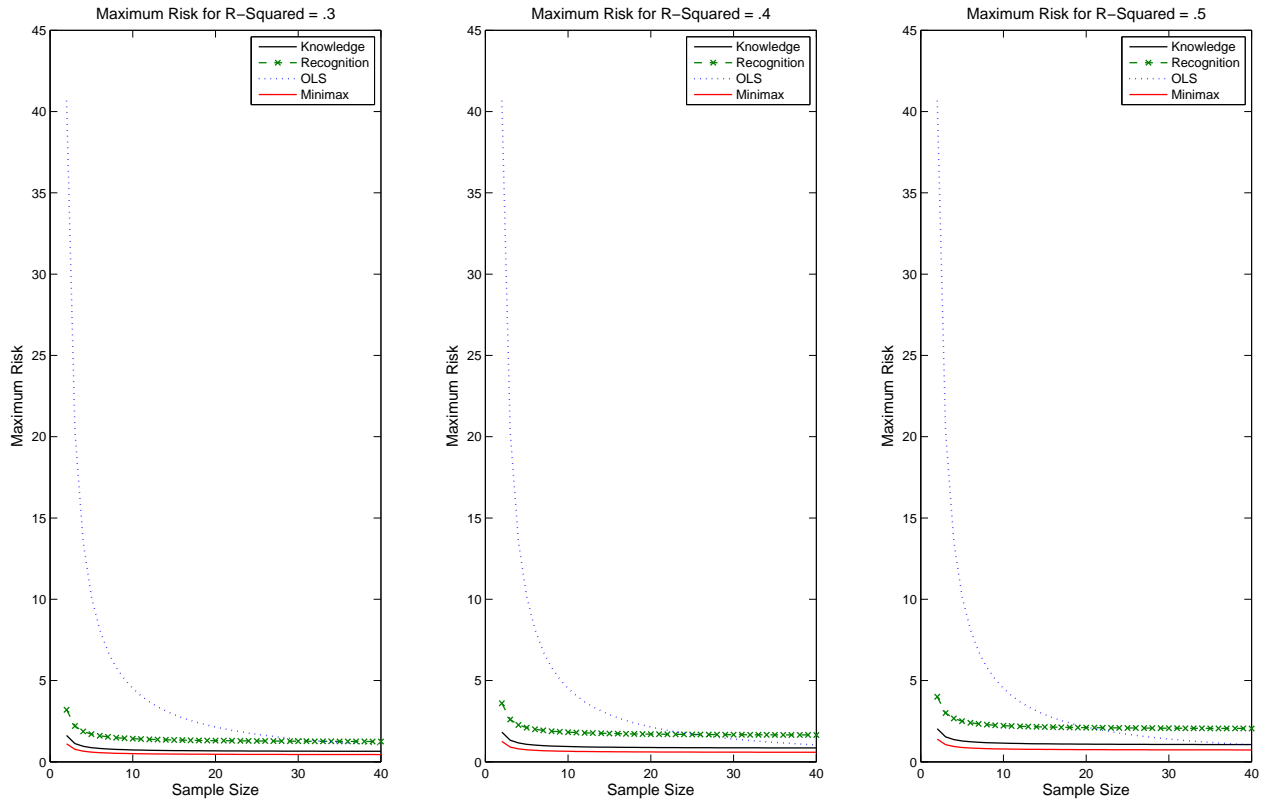 Maximum Risk for R−Squared = .3
45
40
35
30
25
20
15
10
5
0
0
10
20
30
40
Sample Size
Maximum Risk
Knowledge
Recognition
OLS
Minimax
Maximum Risk for R−Squared = .4
45
40
35
30
25
20
15
10
5
0
0
10
20
30
40
Sample Size
Maximum Risk
Knowledge
Recognition
OLS
Minimax
Maximum Risk for R−Squared = .5
45
40
35
30
25
20
15
10
5
0
0
10
20
30
40
Sample Size
Maximum Risk
Knowledge
Recognition
OLS
Minimax